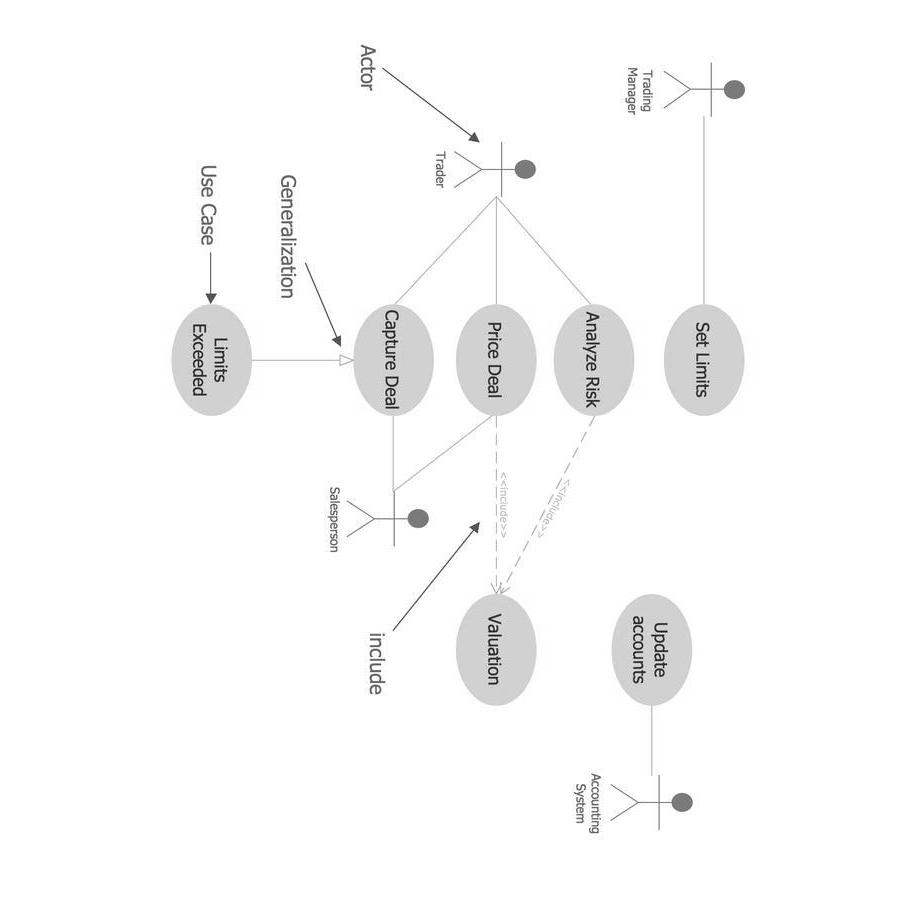 Trading
Manager
Set Limits
Update
accounts
Accounting
System
Analyze Risk
<<include>>
Actor
Trader
Price Deal
<<include>>
Valuation
Capture Deal
Salesperson
include
Generalization
Use Case
Limits
Exceeded